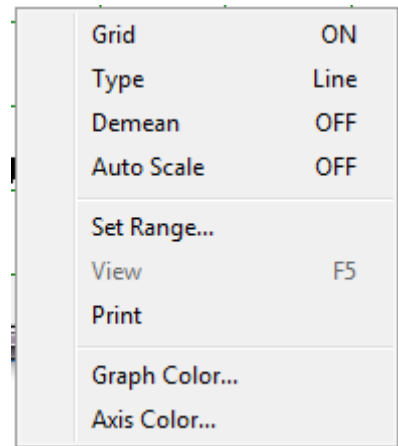 Grid ON
Type Line
Demean OFF
Auto Scale OFF
Set Range...
View F5
Print
Graph Color...
Axis Color...